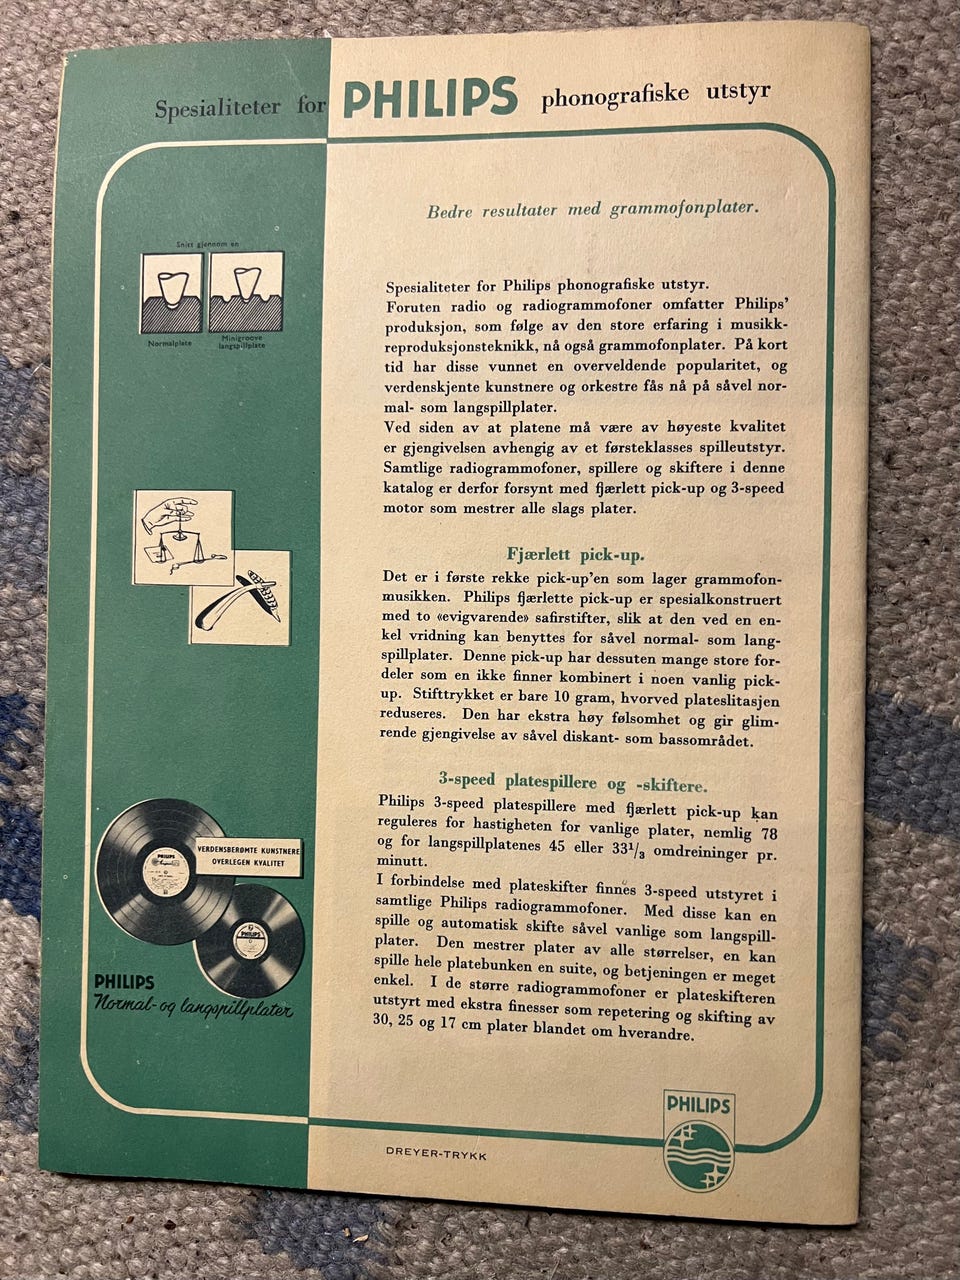 Spesialiteter for PHILIPS phonografiske utstyr
Bedre resultater med grammofonplater.
Snitt gjennom en
Normalplate
Minigroove
langspillplate
Spesialiteter for Philips phonografiske utstyr.
Foruten radio og radiogrammofoner omfatter Philips'
produksjon, som følge av den store erfaring i musikk-
reproduksjonsteknikk, nå også grammofonplater. På kort
tid har disse vunnet en overveldende popularitet, og
verdenskjente kunstnere og orkestre fås nå på såvel nor-
mal- som langspillplater.
Ved siden av at platene må være av høyeste kvalitet
er gjengivelsen avhengig av et førsteklasses spilleutstyr.
Samtlige radiogrammofoner, spillere og skiftere i denne
katalog er derfor forsynt med fjærlett pick-up og 3-speed
motor som mestrer alle slags plater.
Fjærlett pick-up.
Det er i første rekke pick-up'en som lager grammofon-
musikken. Philips fjærlette pick-up er spesialkonstruert
med to «evigvarende» safirstifter, slik at den ved en en-
kel vridning kan benyttes for såvel normal- som lang-
spillplater. Denne pick-up har dessuten mange store for-
deler som en ikke finner kombinert i noen vanlig pick-
up. Stifttrykket er bare 10 gram, hvorved plateslitasjen
reduseres. Den har ekstra høy følsomhet og gir glim-
rende gjengivelse av såvel diskant- som bassområdet.
3-speed platespillere og -skiftere.
Philips 3-speed platespillere med fjærlett pick-up kan
reguleres for hastigheten for vanlige plater, nemlig 78
og for langspillplatenes 45 eller 33¹/₃ omdreininger pr.
minutt.
I forbindelse med plateskifter finnes 3-speed utstyret i
samtlige Philips radiogrammofoner. Med disse kan en
spille og automatisk skifte såvel vanlige som langspill-
plater. Den mestrer plater av alle størrelser, en kan
spille hele platebunken en suite, og betjeningen er meget
enkel. I de større radiogrammofoner er plateskifteren
utstyrt med ekstra finesser som repetering og skifting av
30, 25 og 17 cm plater blandet om hverandre.
VERDENSBERØMTE KUNSTNERE
OVERLEGEN KVALITET
PHILIPS
PHILIPS
PHILIPS
Normal- og langspillplater
PHILIPS
DREYER-TRYKK